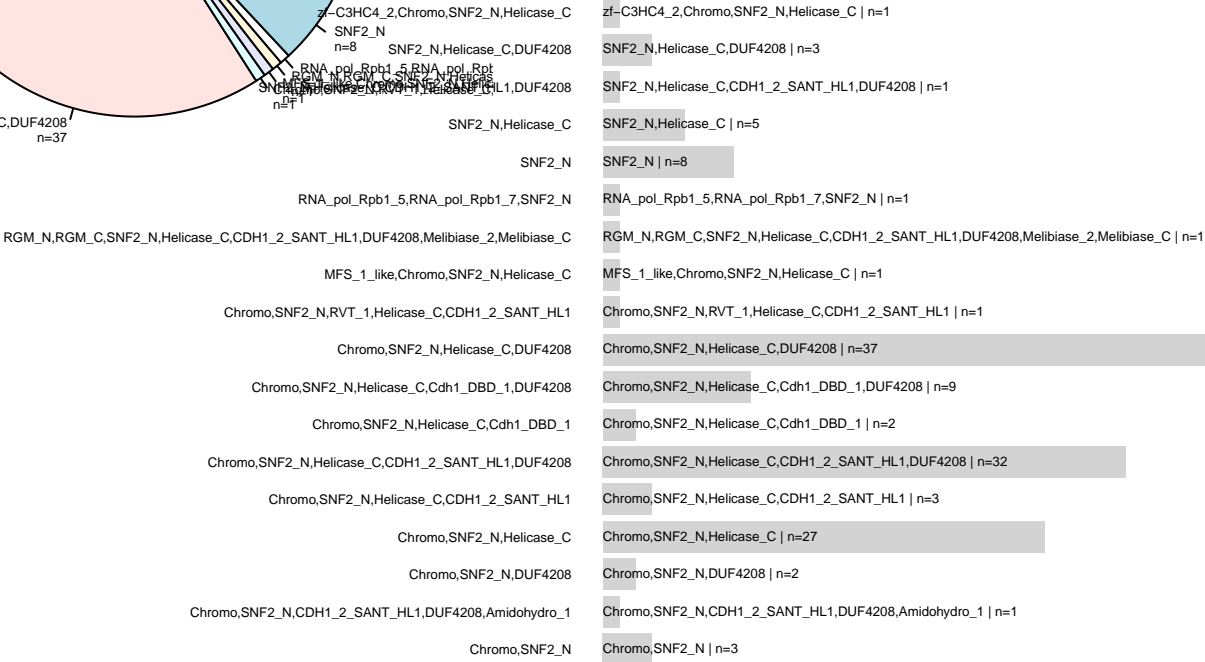 zf−C3HC4_2,Chromo,SNF2_N,Helicase_C
zf−C3HC4_2,Chromo,SNF2_N,Helicase_C | n=1
SNF2_N
n=8
SNF2_N,Helicase_C,DUF4208
SNF2_N,Helicase_C,DUF4208 | n=3
RNA_pol_Rpb1_5,RNA_pol_Rpb
RGM_N,RGM_C,SNF2_N,Helicas
SNF2_N,Helicase_C,CDH1_2_SANT_HL1,DUF4208
SNF2_N,Helicase_C,CDH1_2_SANT_HL1,DUF4208 | n=1
n=1
n=1
C,DUF4208
n=37
SNF2_N,Helicase_C
SNF2_N,Helicase_C | n=5
SNF2_N
SNF2_N | n=8
RNA_pol_Rpb1_5,RNA_pol_Rpb1_7,SNF2_N
RNA_pol_Rpb1_5,RNA_pol_Rpb1_7,SNF2_N | n=1
RGM_N,RGM_C,SNF2_N,Helicase_C,CDH1_2_SANT_HL1,DUF4208,Melibiase_2,Melibiase_C
RGM_N,RGM_C,SNF2_N,Helicase_C,CDH1_2_SANT_HL1,DUF4208,Melibiase_2,Melibiase_C | n=1
MFS_1_like,Chromo,SNF2_N,Helicase_C
MFS_1_like,Chromo,SNF2_N,Helicase_C | n=1
Chromo,SNF2_N,RVT_1,Helicase_C,CDH1_2_SANT_HL1
Chromo,SNF2_N,RVT_1,Helicase_C,CDH1_2_SANT_HL1 | n=1
Chromo,SNF2_N,Helicase_C,DUF4208
Chromo,SNF2_N,Helicase_C,DUF4208 | n=37
Chromo,SNF2_N,Helicase_C,Cdh1_DBD_1,DUF4208
Chromo,SNF2_N,Helicase_C,Cdh1_DBD_1,DUF4208 | n=9
Chromo,SNF2_N,Helicase_C,Cdh1_DBD_1
Chromo,SNF2_N,Helicase_C,Cdh1_DBD_1 | n=2
Chromo,SNF2_N,Helicase_C,CDH1_2_SANT_HL1,DUF4208
Chromo,SNF2_N,Helicase_C,CDH1_2_SANT_HL1,DUF4208 | n=32
Chromo,SNF2_N,Helicase_C,CDH1_2_SANT_HL1
Chromo,SNF2_N,Helicase_C,CDH1_2_SANT_HL1 | n=3
Chromo,SNF2_N,Helicase_C
Chromo,SNF2_N,Helicase_C | n=27
Chromo,SNF2_N,DUF4208
Chromo,SNF2_N,DUF4208 | n=2
Chromo,SNF2_N,CDH1_2_SANT_HL1,DUF4208,Amidohydro_1
Chromo,SNF2_N,CDH1_2_SANT_HL1,DUF4208,Amidohydro_1 | n=1
Chromo,SNF2_N
Chromo,SNF2_N | n=3